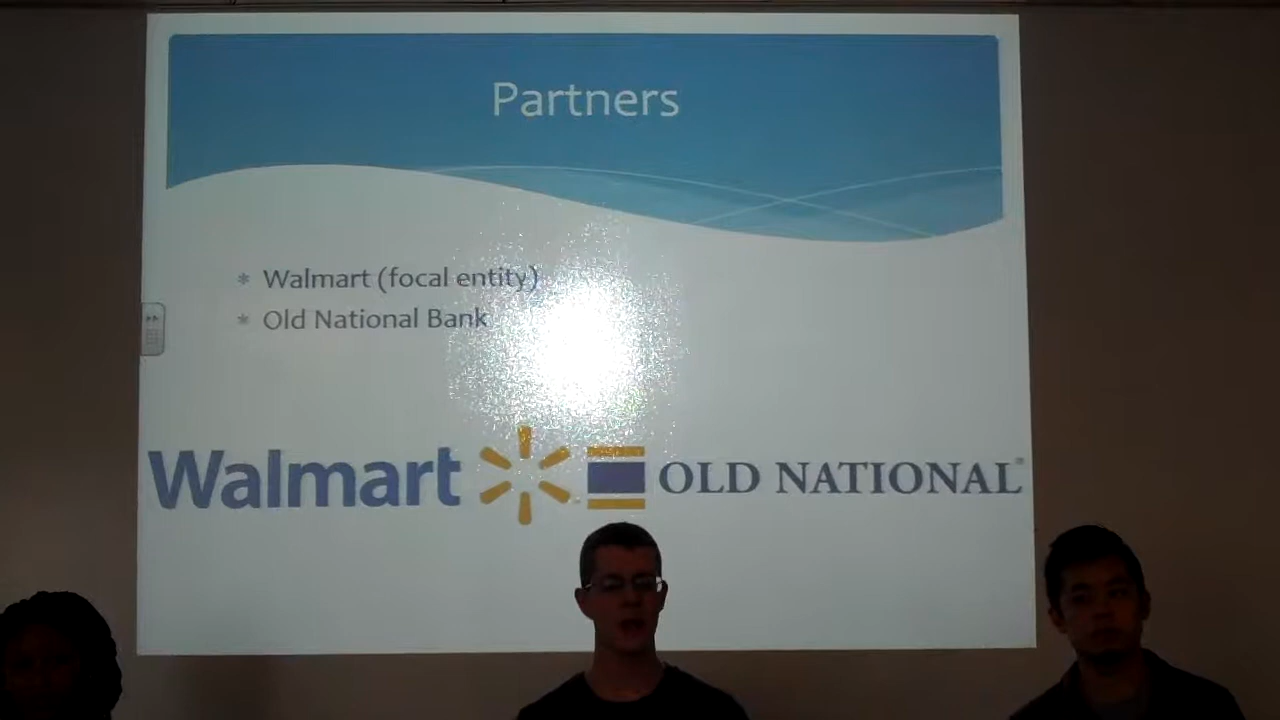 Partners
* Walmart (focal entity)
* Old National Bank
Walmart
OLD NATIONAL